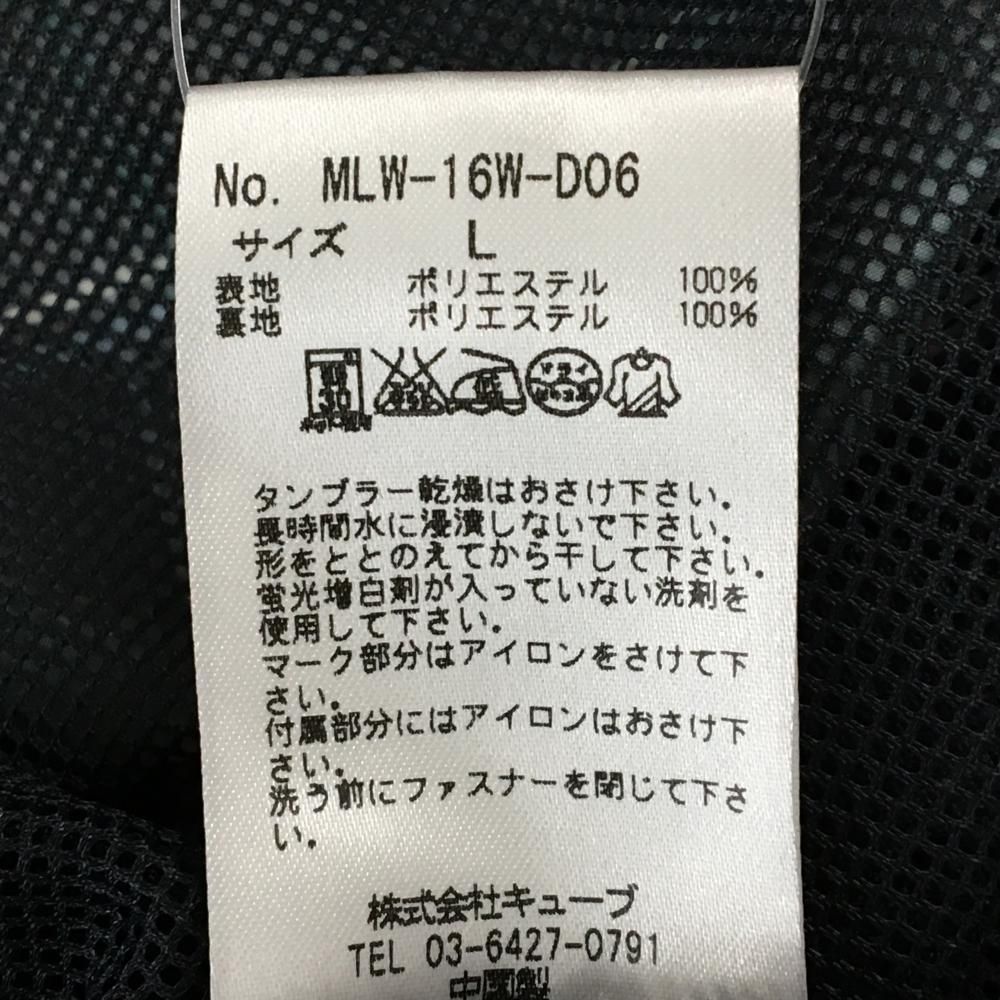 No. MLW-16W-D06
サイズ L
表地 ポリエステル 100%
裏地 ポリエステル 100%
30 低 ドライ
タンブラー乾燥はおさけ下さい。
長時間水に浸漬しないで下さい。
形をととのえてから干して下さい。
蛍光増白剤が入っていない洗剤を
使用して下さい。
マーク部分はアイロンをさけて下
さい。
付属部分にはアイロンはおさけ下
さい。
洗う前にファスナーを閉じて下さ
い。
株式会社キューブ
TEL 03-6427-0791
中国製